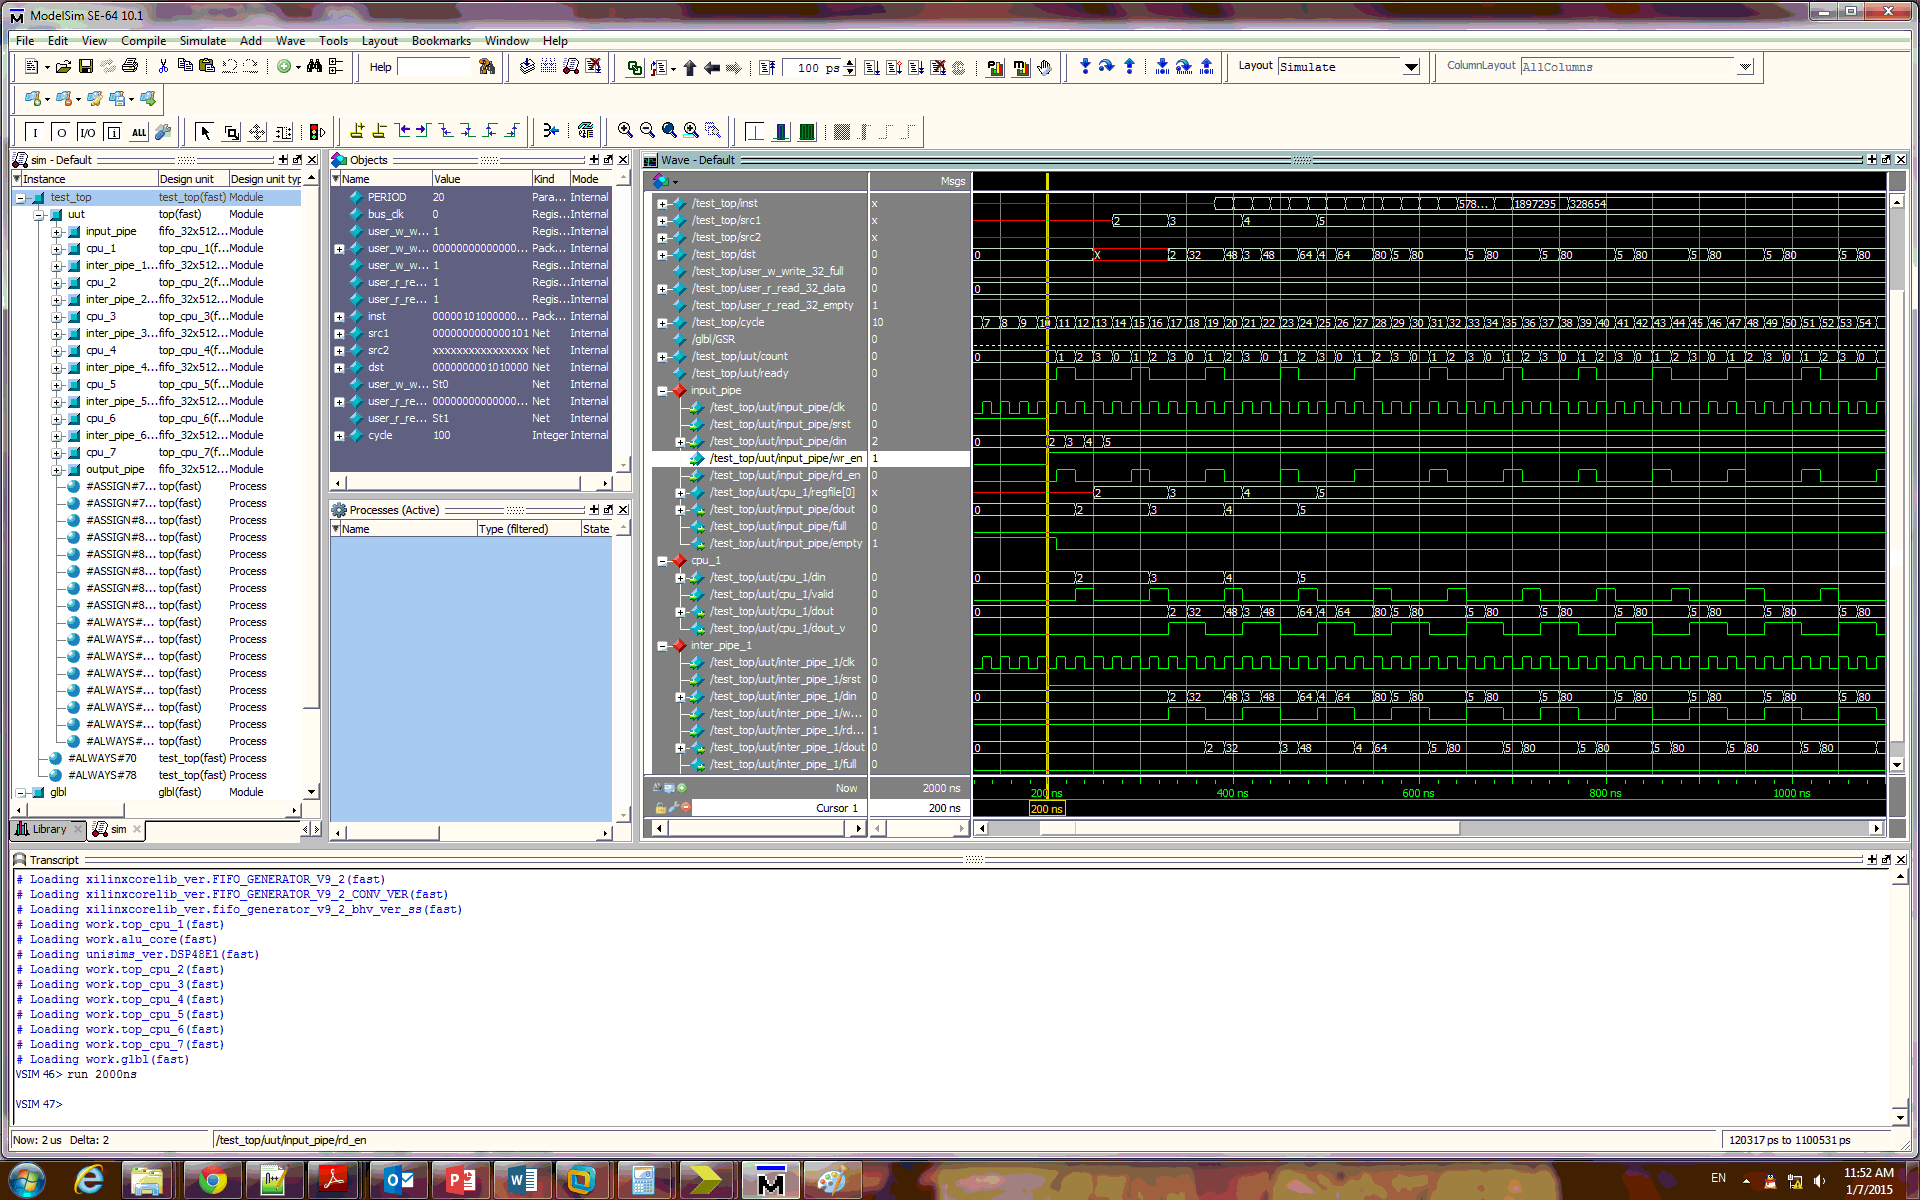 ModelSim SE-64 10.1
File Edit View Compile Simulate Add Wave Tools Layout Bookmarks Window Help
Help
100 ps
Layout Simulate
ColumnLayout AllColumns
I O I/O i ALL
sim - Default
Instance Design unit Design unit typ
test_top test_top(fast) Module
uut top(fast) Module
input_pipe fifo_32x512... Module
cpu_1 top_cpu_1(f... Module
inter_pipe_1... fifo_32x512... Module
cpu_2 top_cpu_2(f... Module
inter_pipe_2... fifo_32x512... Module
cpu_3 top_cpu_3(f... Module
inter_pipe_3... fifo_32x512... Module
cpu_4 top_cpu_4(f... Module
inter_pipe_4... fifo_32x512... Module
cpu_5 top_cpu_5(f... Module
inter_pipe_5... fifo_32x512... Module
cpu_6 top_cpu_6(f... Module
inter_pipe_6... fifo_32x512... Module
cpu_7 top_cpu_7(f... Module
output_pipe fifo_32x512... Module
#ASSIGN#7... top(fast) Process
#ASSIGN#7... top(fast) Process
#ASSIGN#8... top(fast) Process
#ASSIGN#8... top(fast) Process
#ASSIGN#8... top(fast) Process
#ASSIGN#8... top(fast) Process
#ASSIGN#8... top(fast) Process
#ASSIGN#8... top(fast) Process
#ALWAYS#... top(fast) Process
#ALWAYS#... top(fast) Process
#ALWAYS#... top(fast) Process
#ALWAYS#... top(fast) Process
#ALWAYS#... top(fast) Process
#ALWAYS#... top(fast) Process
#ALWAYS#... top(fast) Process
#ALWAYS#... top(fast) Process
#ALWAYS#70 test_top(fast) Process
#ALWAYS#78 test_top(fast) Process
glbl glbl(fast) Module
Library sim
Objects
Name Value Kind Mode
PERIOD 20 Para... Internal
bus_clk 0 Regis... Internal
user_w_w... 1 Regis... Internal
user_w_w... 00000000000000... Pack... Internal
user_w_w... 1 Regis... Internal
user_r_re... 1 Regis... Internal
user_r_re... 1 Regis... Internal
inst 00000101000000... Pack... Internal
src1 0000000000000101 Net Internal
src2 xxxxxxxxxxxxxxxx Net Internal
dst 0000000001010000 Net Internal
user_w_w... St0 Net Internal
user_r_re... 00000000000000... Net Internal
user_r_re... St1 Net Internal
cycle 100 Integer Internal
Processes (Active)
Name Type (filtered) State
Wave - Default
Msgs
/test_top/inst x 578... 1897295 328654
/test_top/src1 x 2 3 4 5
/test_top/src2 x
/test_top/dst 0 0 X 2 32 48 3 48 64 4 64 80 5 80 5 80 5 80 5 80 5 80 5 80
/test_top/user_w_write_32_full 0
/test_top/user_r_read_32_data 0 0
/test_top/user_r_read_32_empty 1
/test_top/cycle 10 7 8 9 10 11 12 13 14 15 16 17 18 19 20 21 22 23 24 25 26 27 28 29 30 31 32 33 34 35 36 37 38 39 40 41 42 43 44 45 46 47 48 49 50 51 52 53 54
/glbl/GSR 0
/test_top/uut/count 0 0 1 2 3 0 1 2 3 0 1 2 3 0 1 2 3 0 1 2 3 0 1 2 3 0 1 2 3 0 1 2 3 0 1 2 3 0 1 2 3 0 1 2 3 0
/test_top/uut/ready 0
input_pipe
/test_top/uut/input_pipe/clk 0
/test_top/uut/input_pipe/srst 0
/test_top/uut/input_pipe/din 2 0 2 3 4 5
/test_top/uut/input_pipe/wr_en 1
/test_top/uut/input_pipe/rd_en 0
/test_top/uut/cpu_1/regfile[0] x 2 3 4 5
/test_top/uut/input_pipe/dout 0 0 2 3 4 5
/test_top/uut/input_pipe/full 0
/test_top/uut/input_pipe/empty 1
cpu_1
/test_top/uut/cpu_1/din 0 0 2 3 4 5
/test_top/uut/cpu_1/valid 0
/test_top/uut/cpu_1/dout 0 0 2 32 48 3 48 64 4 64 80 5 80 5 80 5 80 5 80 5 80 5 80
/test_top/uut/cpu_1/dout_v 0
inter_pipe_1
/test_top/uut/inter_pipe_1/clk 0
/test_top/uut/inter_pipe_1/srst 0
/test_top/uut/inter_pipe_1/din 0 0 2 32 48 3 48 64 4 64 80 5 80 5 80 5 80 5 80 5 80 5 80
/test_top/uut/inter_pipe_1/w... 0
/test_top/uut/inter_pipe_1/rd... 1
/test_top/uut/inter_pipe_1/dout 0 0 2 32 3 48 4 64 5 80 5 80 5 80 5 80 5 80 5 80
/test_top/uut/inter_pipe_1/full 0
Now 2000 ns 200 ns 400 ns 600 ns 800 ns 1000 ns
Cursor 1 200 ns 200 ns
Transcript
# Loading xilinxcorelib_ver.FIFO_GENERATOR_V9_2(fast)
# Loading xilinxcorelib_ver.FIFO_GENERATOR_V9_2_CONV_VER(fast)
# Loading xilinxcorelib_ver.fifo_generator_v9_2_bhv_ver_ss(fast)
# Loading work.top_cpu_1(fast)
# Loading work.alu_core(fast)
# Loading unisims_ver.DSP48E1(fast)
# Loading work.top_cpu_2(fast)
# Loading work.top_cpu_3(fast)
# Loading work.top_cpu_4(fast)
# Loading work.top_cpu_5(fast)
# Loading work.top_cpu_6(fast)
# Loading work.top_cpu_7(fast)
# Loading work.glbl(fast)
VSIM 46> run 2000ns
VSIM 47>
Now: 2 us Delta: 2 /test_top/uut/input_pipe/rd_en 120317 ps to 1100531 ps
EN 11:52 AM
1/7/2015